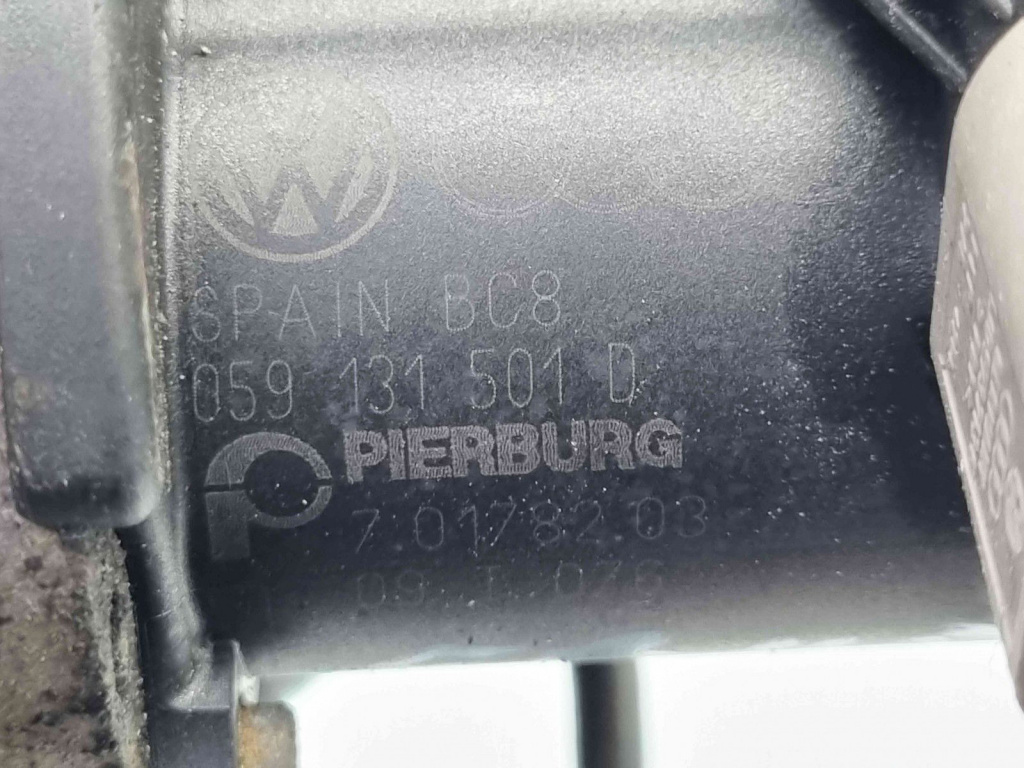 SPAIN BC8
059 131 501 D
PIERBURG
7 01782 03